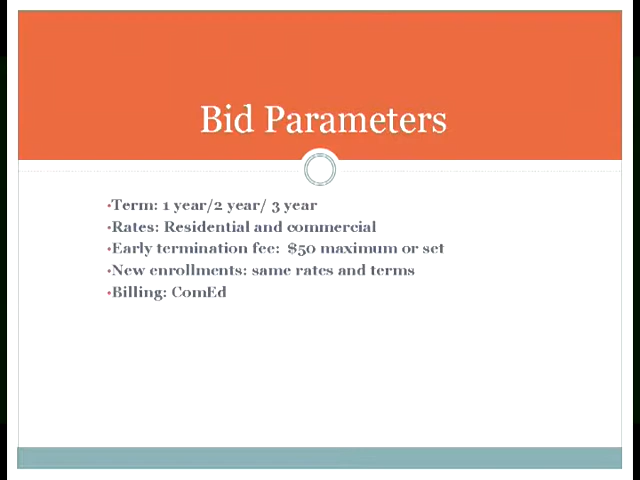 Bid Parameters
•Term: 1 year/2 year/ 3 year
•Rates: Residential and commercial
•Early termination fee:  $50 maximum or set
•New enrollments: same rates and terms
•Billing: ComEd